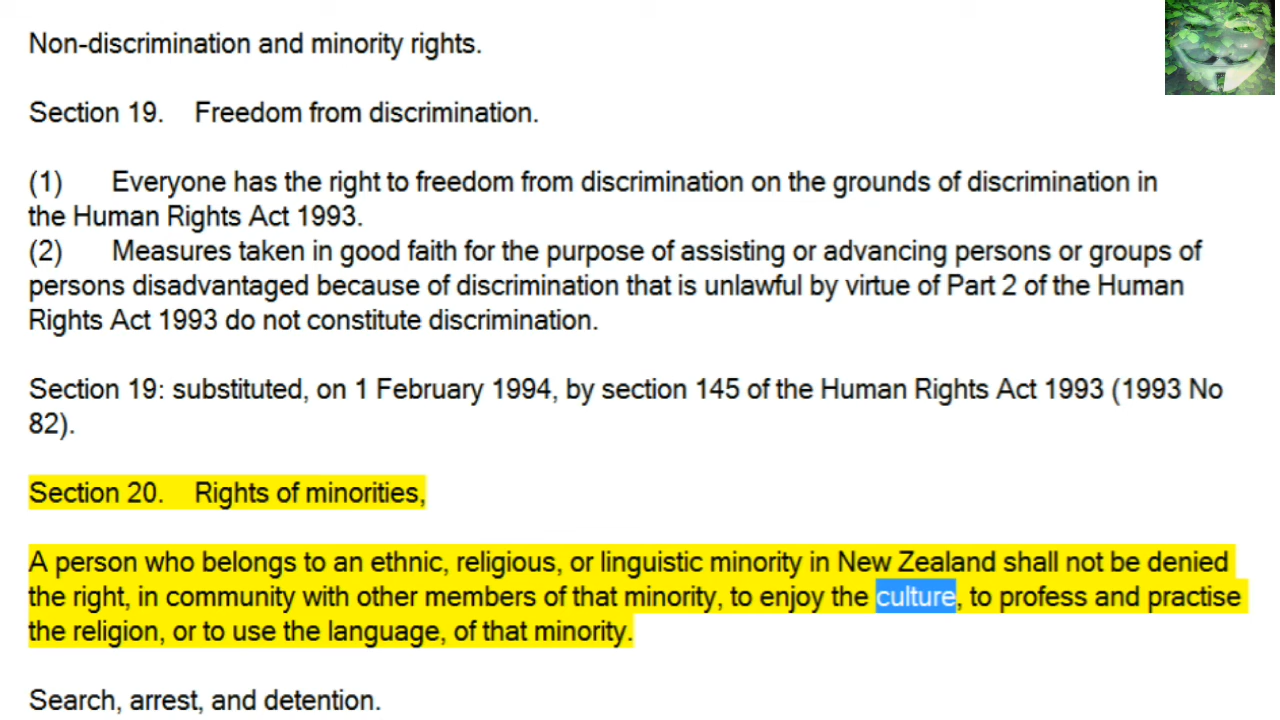 Non-discrimination and minority rights.
Section 19. Freedom from discrimination.
(1) Everyone has the right to freedom from discrimination on the grounds of discrimination in
the Human Rights Act 1993.
(2) Measures taken in good faith for the purpose of assisting or advancing persons or groups of
persons disadvantaged because of discrimination that is unlawful by virtue of Part 2 of the Human
Rights Act 1993 do not constitute discrimination.
Section 19: substituted, on 1 February 1994, by section 145 of the Human Rights Act 1993 (1993 No
82).
Section 20. Rights of minorities,
A person who belongs to an ethnic, religious, or linguistic minority in New Zealand shall not be denied
the right, in community with other members of that minority, to enjoy the culture, to profess and practise
the religion, or to use the language, of that minority.
Search, arrest, and detention.